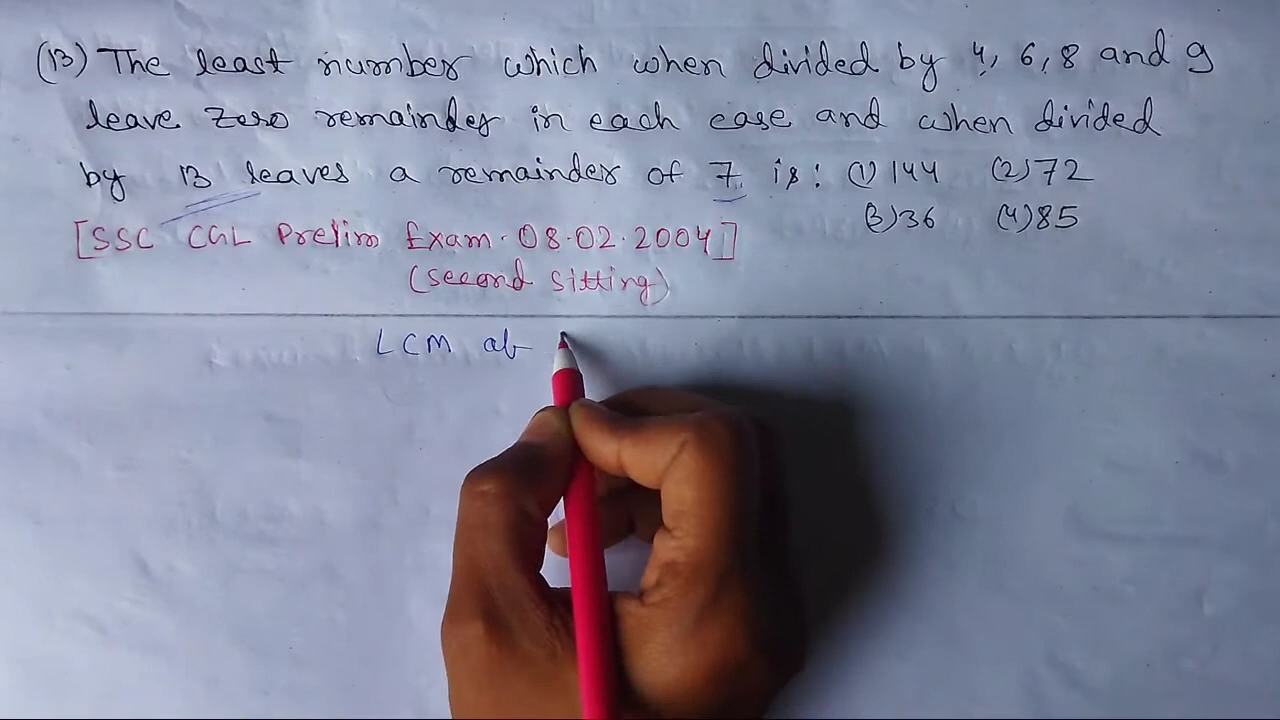 (13) The least number which when divided by 4, 6, 8 and 9
leave zero remainder in each case and when divided
by 13 leaves a remainder of 7 is: (1) 144 (2) 72
(3) 36 (4) 85
[SSC CGL Prelim Exam. 08.02.2004]
(Second Sitting)
LCM of